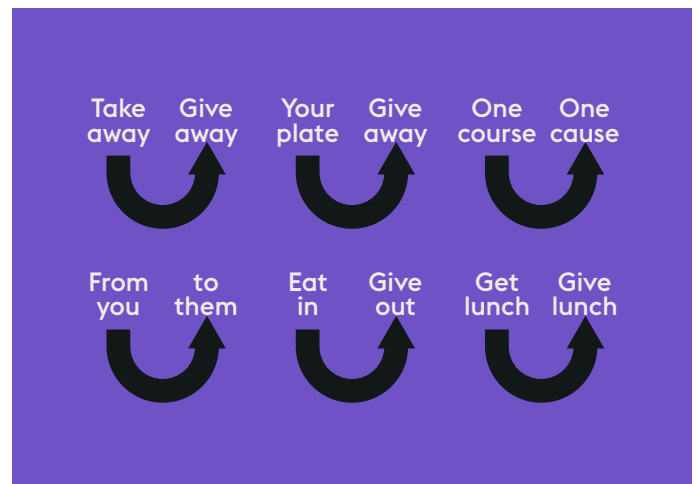 Take Give Your Give One One
away away plate away course cause
From to Eat Give Get Give
you them in out lunch lunch